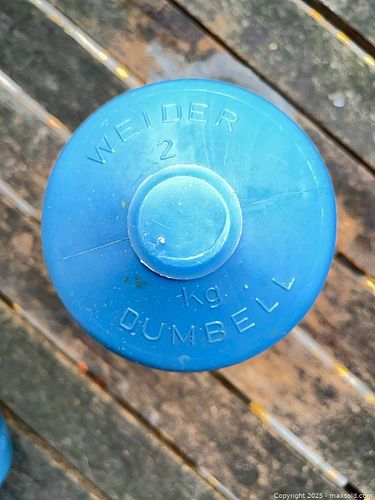 WEIDER
2
Kg
DUMBELL
Copyright 2025 - maxsold.com